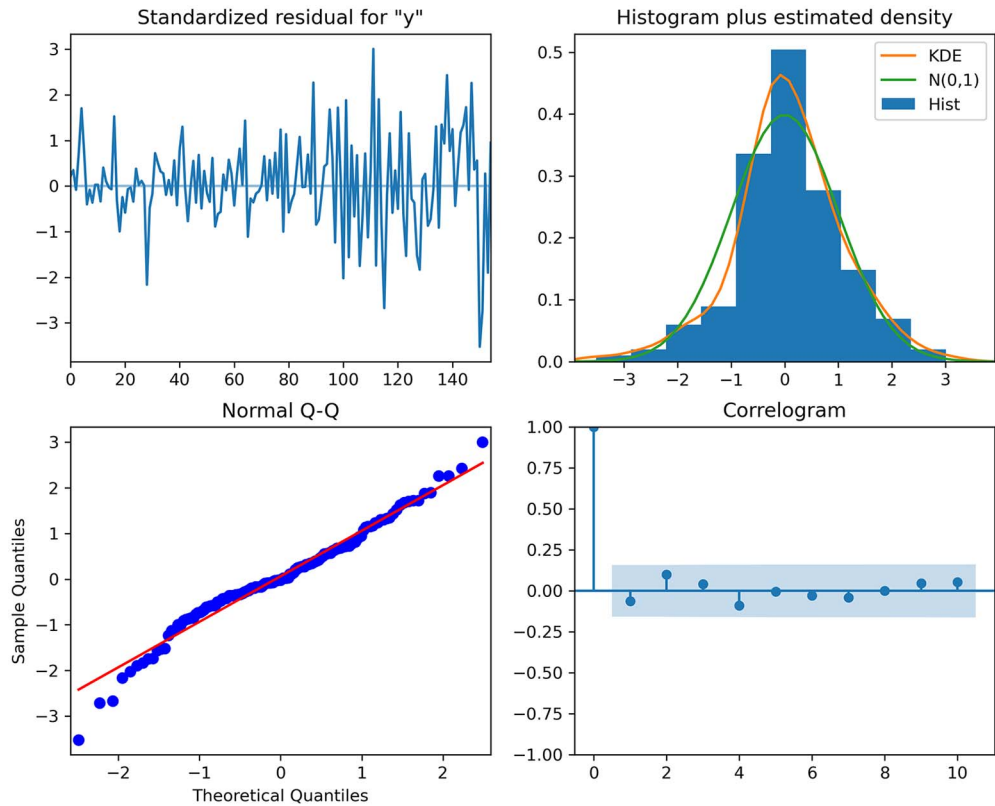 Standardized residual for "y"
3
2
1
0
−1
−2
−3
0 20 40 60 80 100 120 140
Histogram plus estimated density
KDE
N(0,1)
Hist
0.5
0.4
0.3
0.2
0.1
0.0
−3 −2 −1 0 1 2 3
Normal Q-Q
Sample Quantiles
3
2
1
0
−1
−2
−3
−2 −1 0 1 2
Theoretical Quantiles
Correlogram
1.00
0.75
0.50
0.25
0.00
−0.25
−0.50
−0.75
−1.00
0 2 4 6 8 10